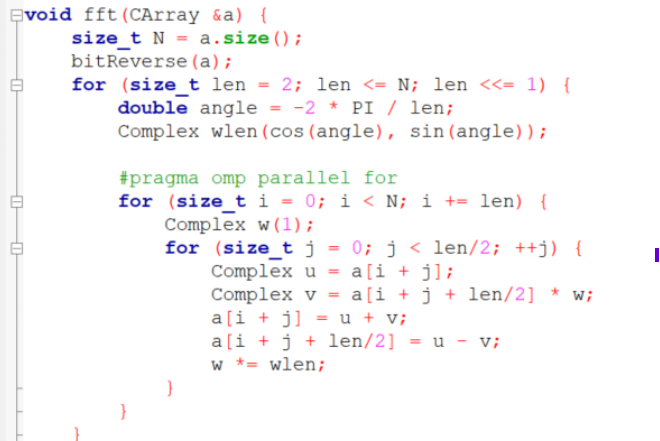 void fft(CArray &a) {
    size_t N = a.size();
    bitReverse(a);
    for (size_t len = 2; len <= N; len <<= 1) {
        double angle = -2 * PI / len;
        Complex wlen(cos(angle), sin(angle));

        #pragma omp parallel for
        for (size_t i = 0; i < N; i += len) {
            Complex w(1);
            for (size_t j = 0; j < len/2; ++j) {
                Complex u = a[i + j];
                Complex v = a[i + j + len/2] * w;
                a[i + j] = u + v;
                a[i + j + len/2] = u - v;
                w *= wlen;
            }
        }
    }